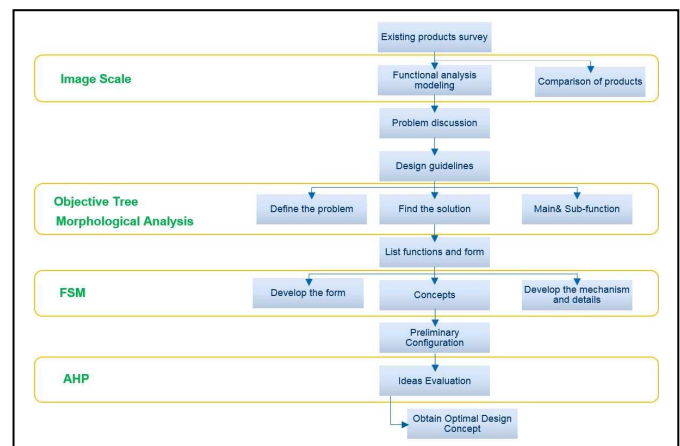 Existing products survey
Image Scale
Functional analysis
modeling
Comparison of products
Problem discussion
Design guidelines
Objective Tree
Morphological Analysis
Define the problem
Find the solution
Main& Sub-function
List functions and form
FSM
Develop the form
Concepts
Develop the mechanism
and details
Preliminary
Configuration
AHP
Ideas Evaluation
Obtain Optimal Design
Concept